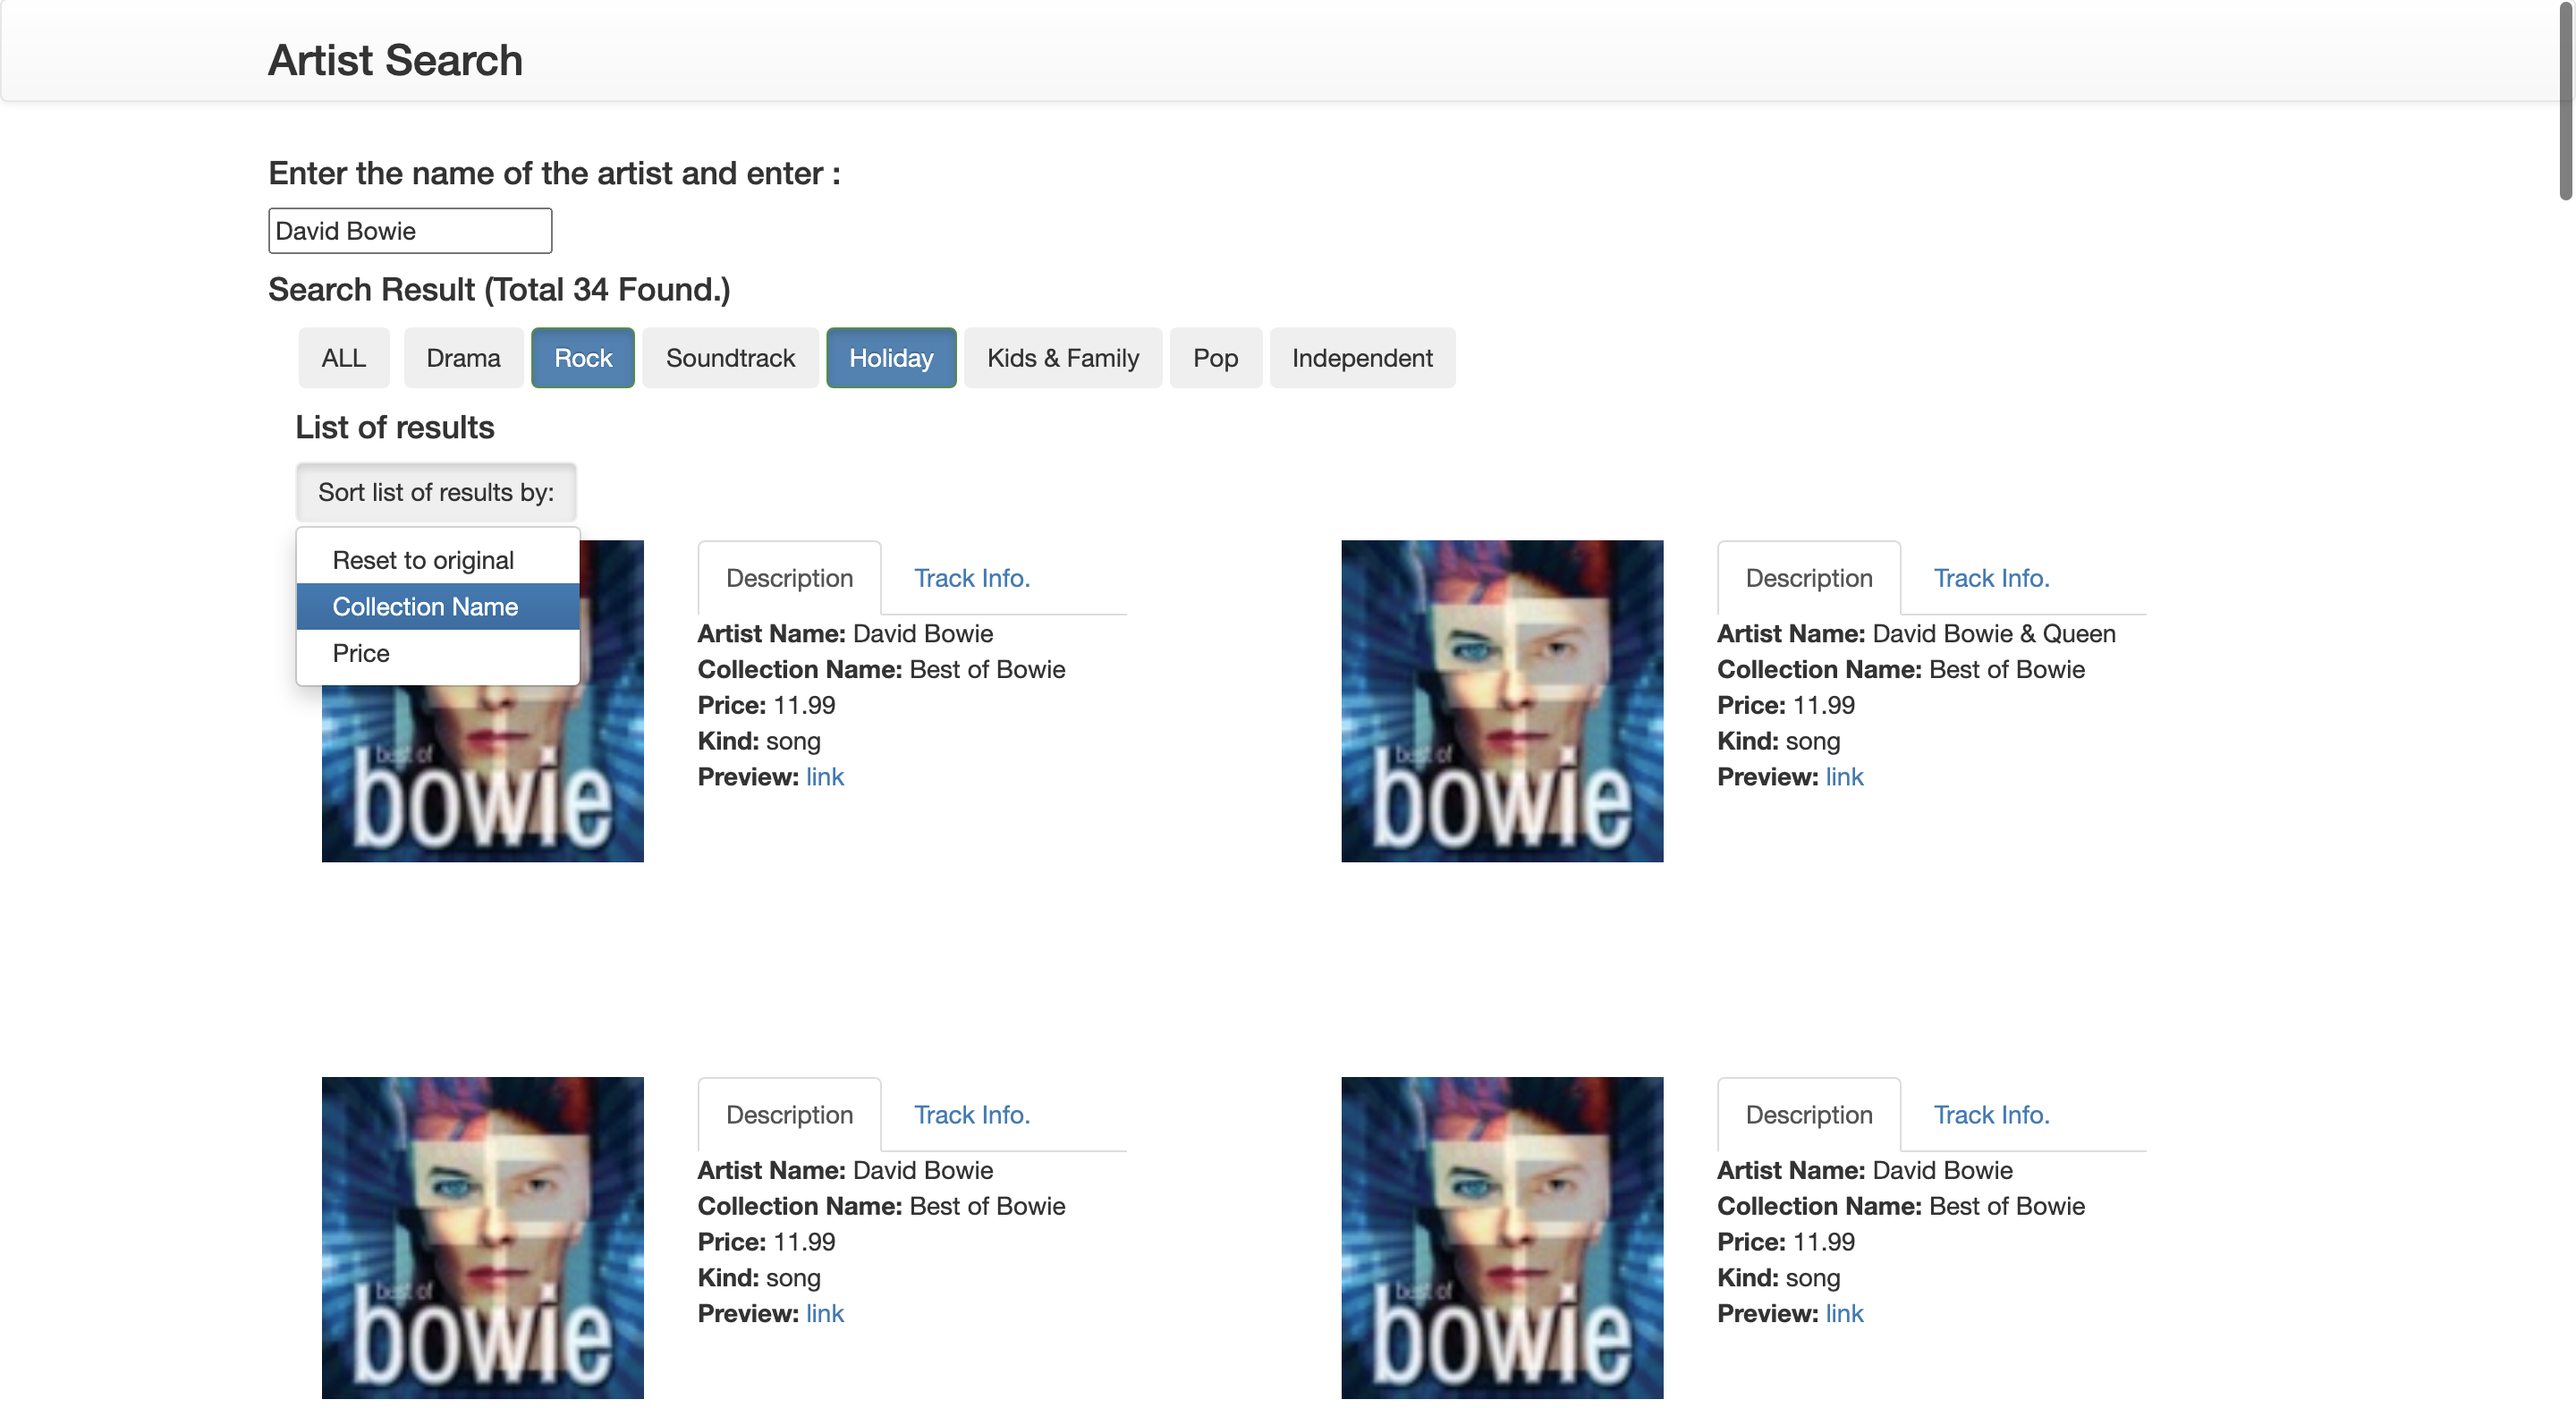 Artist Search
Enter the name of the artist and enter :
David Bowie
Search Result (Total 34 Found.)
ALL Drama Rock Soundtrack Holiday Kids & Family Pop Independent
List of results
Sort list of results by:
Reset to original
Collection Name
Price
best of
bowie
Description Track Info.
Artist Name: David Bowie
Collection Name: Best of Bowie
Price: 11.99
Kind: song
Preview: link
best of
bowie
Description Track Info.
Artist Name: David Bowie & Queen
Collection Name: Best of Bowie
Price: 11.99
Kind: song
Preview: link
best of
bowie
Description Track Info.
Artist Name: David Bowie
Collection Name: Best of Bowie
Price: 11.99
Kind: song
Preview: link
best of
bowie
Description Track Info.
Artist Name: David Bowie
Collection Name: Best of Bowie
Price: 11.99
Kind: song
Preview: link